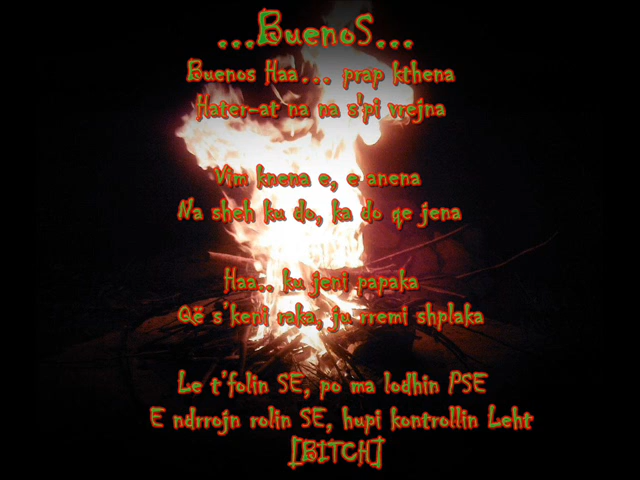 ...BuenoS...
Buenos Haa... prap kthena
Hater-at na na s'pi vrejna
Vim knena e, e anena
Na sheh ku do, ka do qe jena
Haa.. ku jeni papaka
Që s'keni raka, ju rremi shplaka
Le t'folin SE, po ma lodhin PSE
E ndrrojn rolin SE, hupi kontrollin Leht
[BITCH]